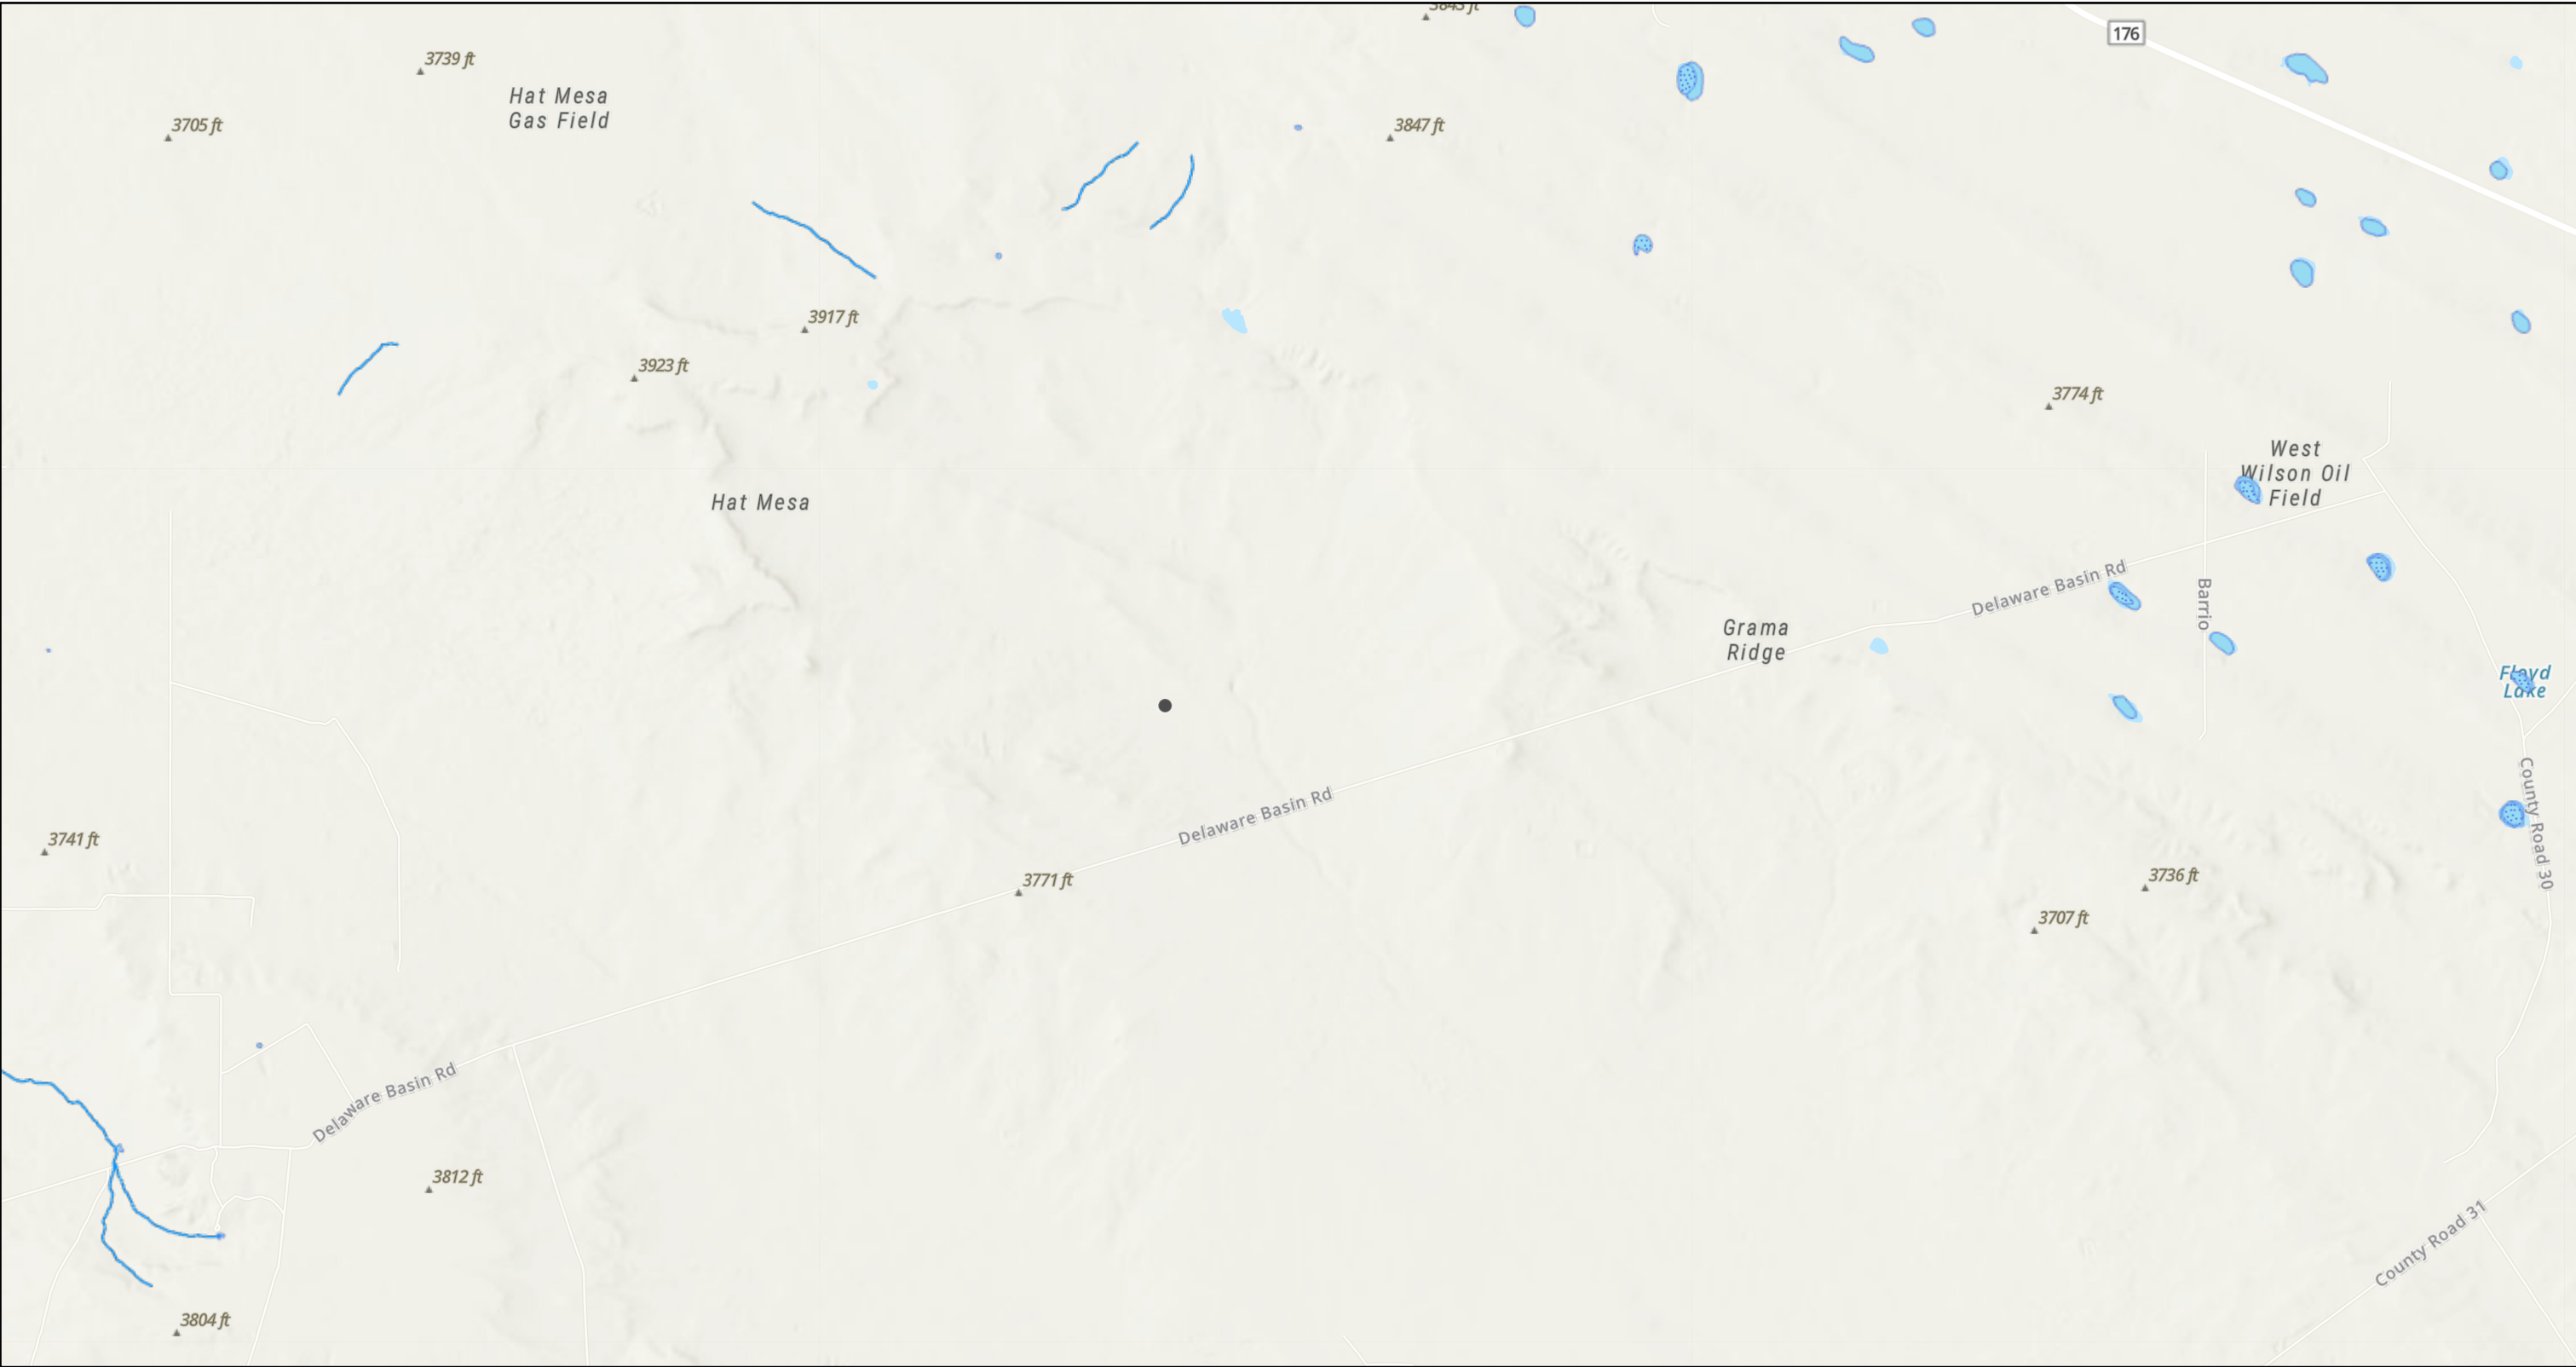 3843 ft
176
3739 ft
Hat Mesa
Gas Field
3705 ft
3847 ft
3917 ft
3923 ft
3774 ft
West
Wilson Oil
Field
Hat Mesa
Delaware Basin Rd
Barrio
Grama
Ridge
Floyd
Lake
Delaware Basin Rd
County Road 30
3741 ft
3771 ft
3736 ft
3707 ft
Delaware Basin Rd
3812 ft
County Road 31
3804 ft